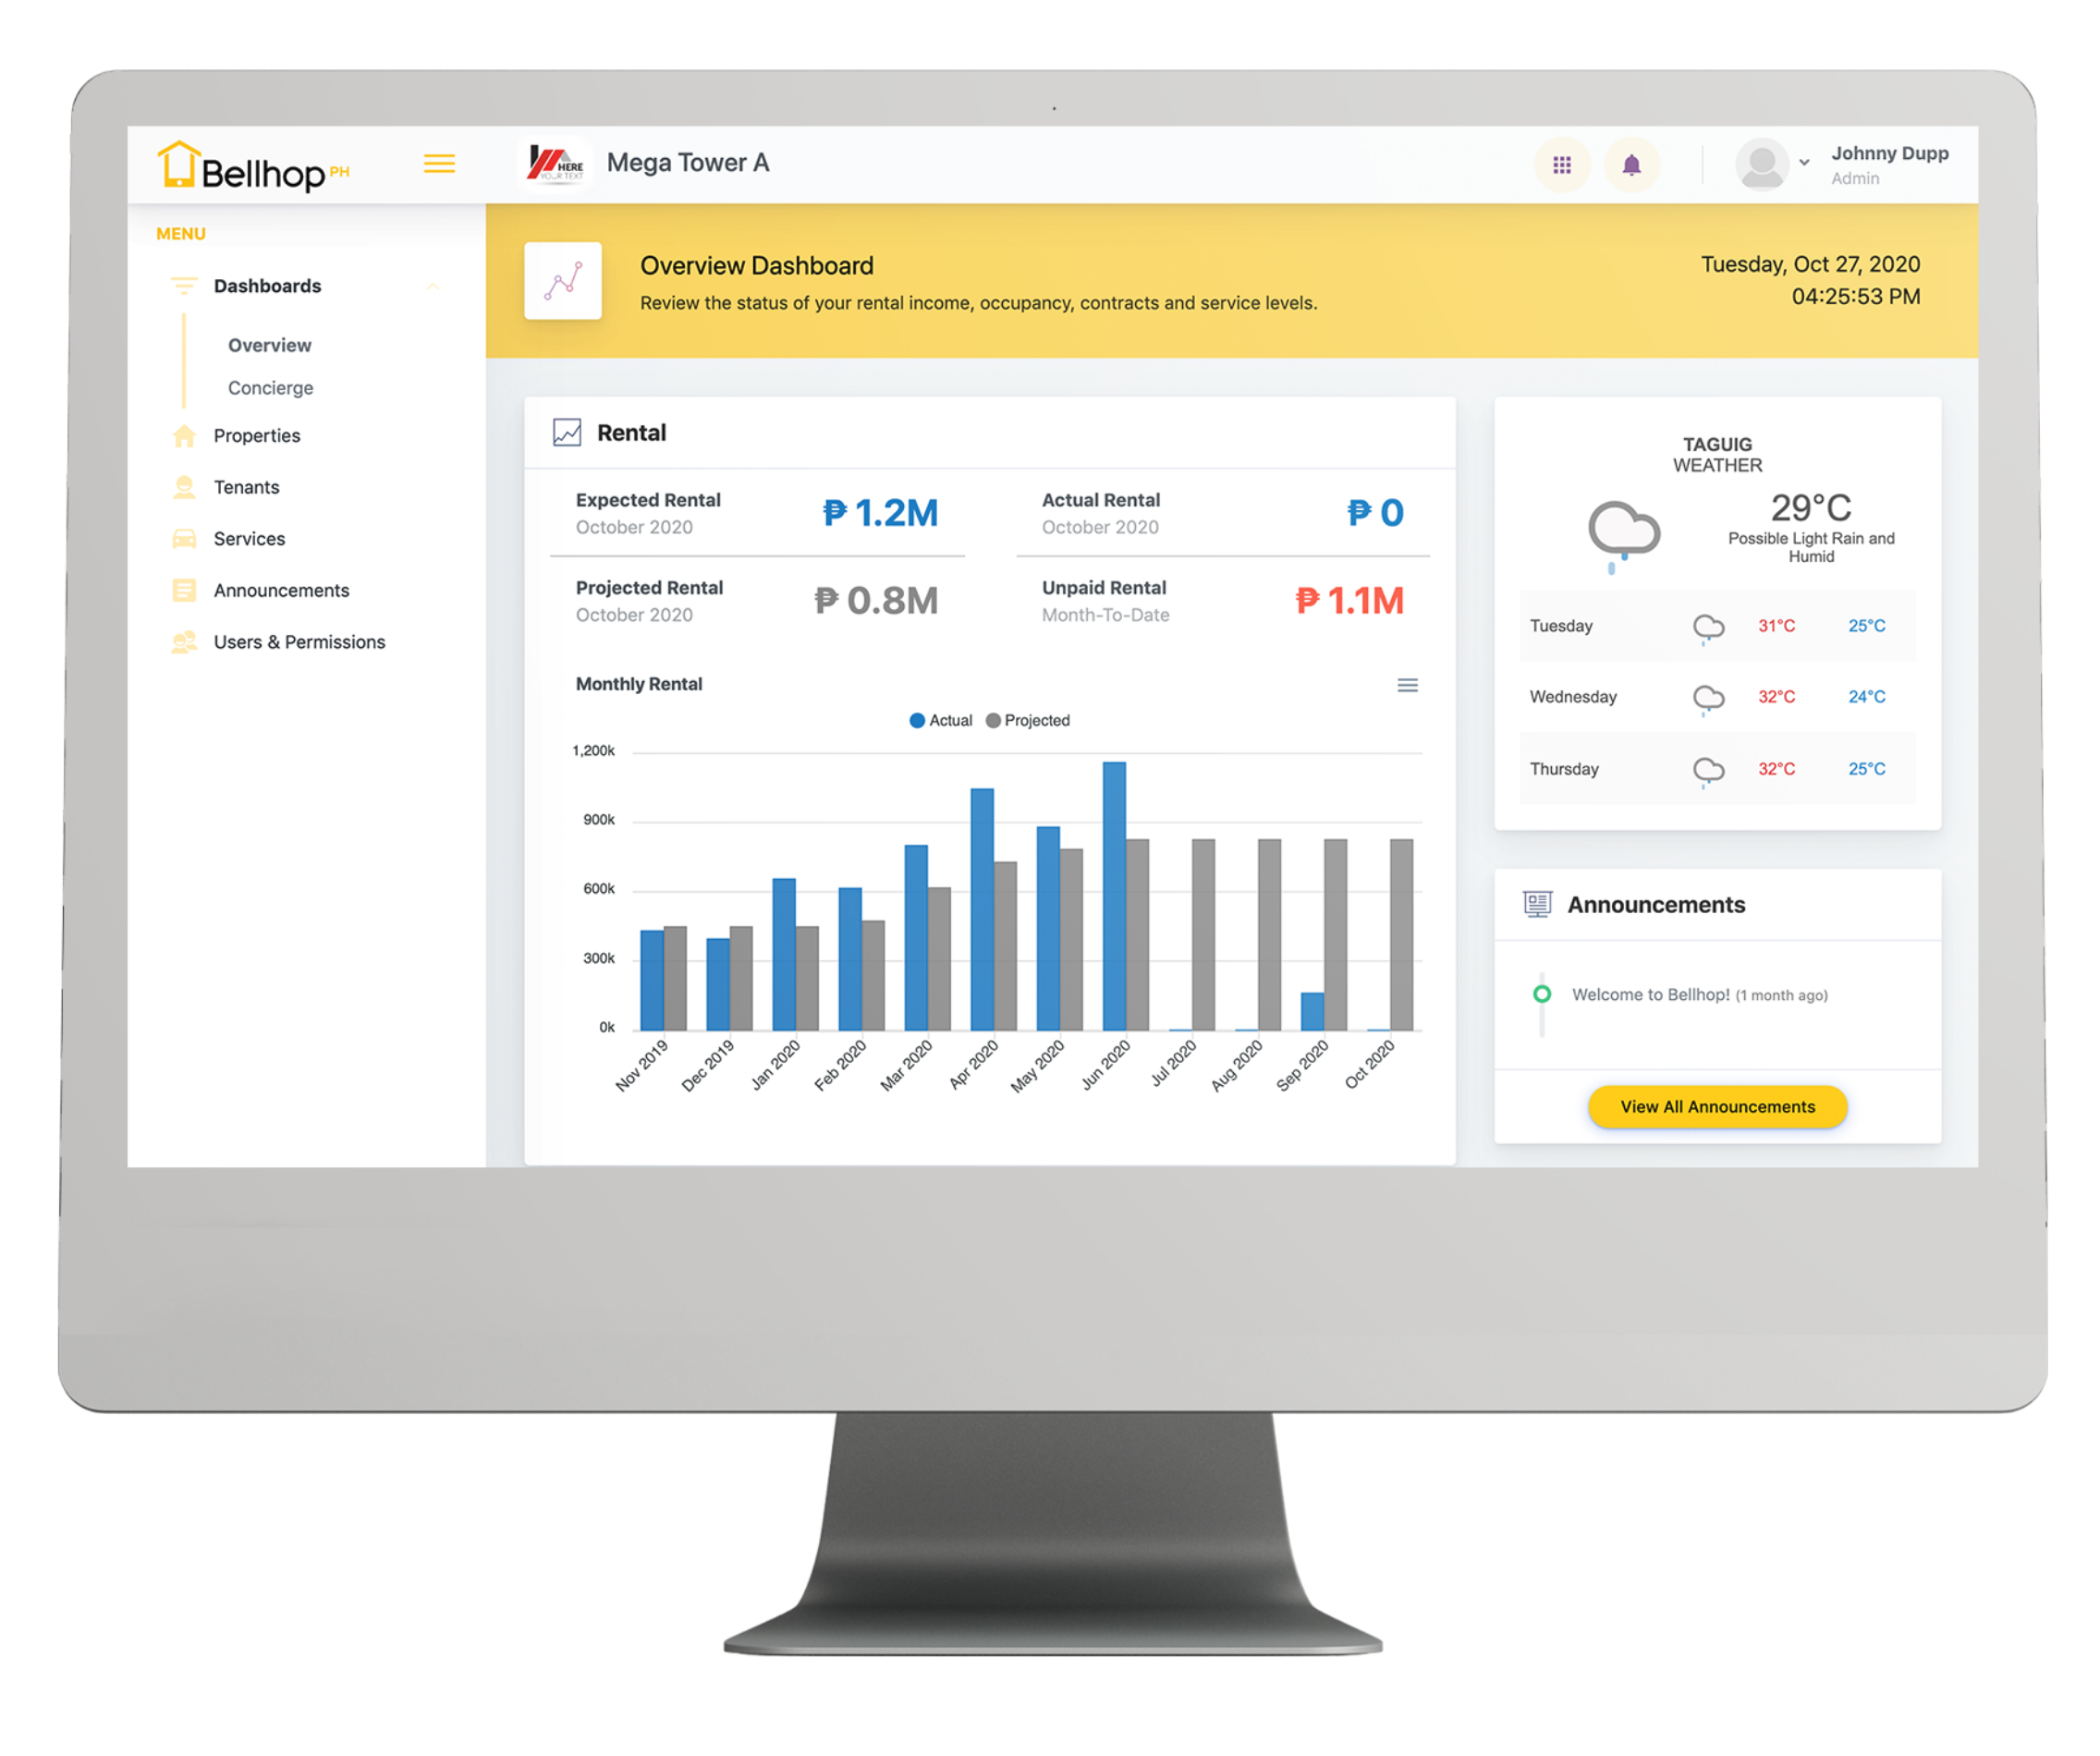 Bellhop PH
HERE
YOUR TEXT
Mega Tower A
Johnny Dupp
Admin
MENU
Dashboards
Overview
Concierge
Properties
Tenants
Services
Announcements
Users & Permissions
Overview Dashboard
Review the status of your rental income, occupancy, contracts and service levels.
Tuesday, Oct 27, 2020
04:25:53 PM
Rental
Expected Rental
October 2020
₱ 1.2M
Actual Rental
October 2020
₱ 0
Projected Rental
October 2020
₱ 0.8M
Unpaid Rental
Month-To-Date
₱ 1.1M
Monthly Rental
Actual Projected
1,200k
900k
600k
300k
0k
Nov 2019
Dec 2019
Jan 2020
Feb 2020
Mar 2020
Apr 2020
May 2020
Jun 2020
Jul 2020
Aug 2020
Sep 2020
Oct 2020
TAGUIG
WEATHER
29°C
Possible Light Rain and
Humid
Tuesday 31°C 25°C
Wednesday 32°C 24°C
Thursday 32°C 25°C
Announcements
Welcome to Bellhop! (1 month ago)
View All Announcements